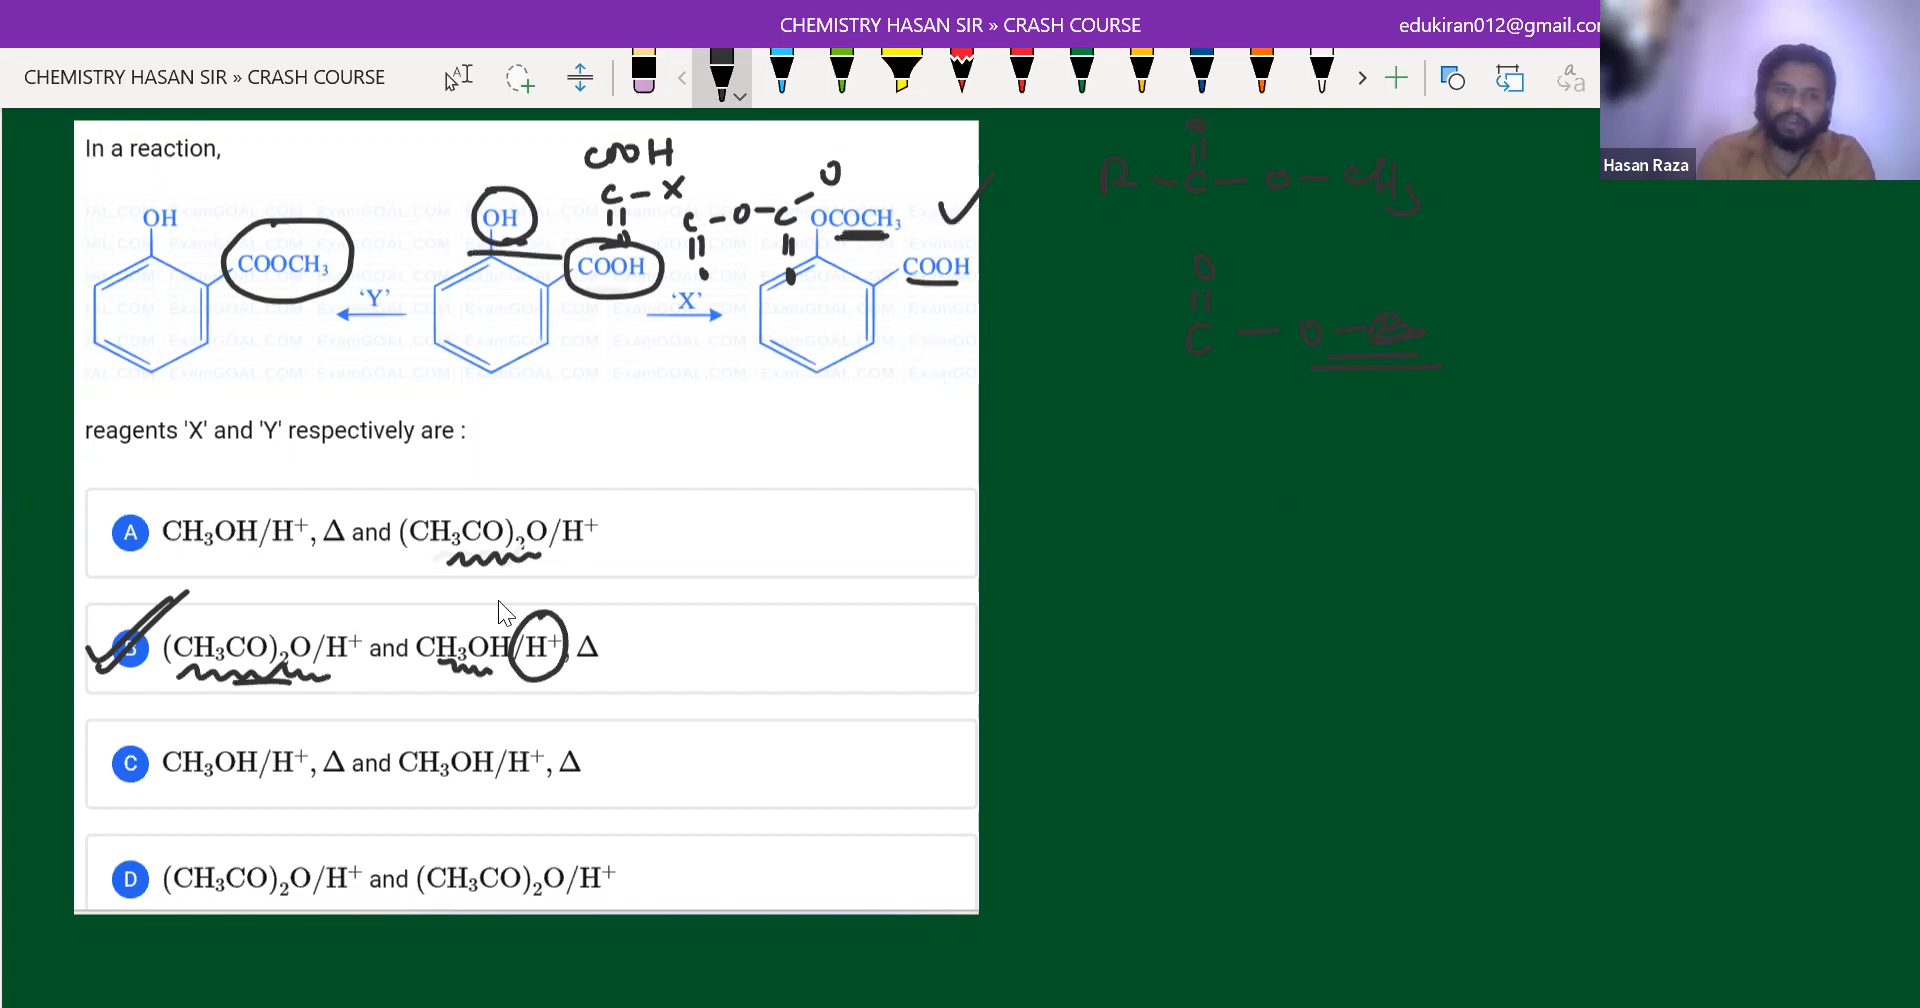 CHEMISTRY HASAN SIR » CRASH COURSE
edukiran012@gmail.co
CHEMISTRY HASAN SIR » CRASH COURSE
Hasan Raza
In a reaction,
COOH
C - X
O
C - O - C
R - C - O - CH3
O
OH
OH
OCOCH₃
COOCH₃
COOH
COOH
'Y'
'X'
C - O
reagents 'X' and 'Y' respectively are :
A CH₃OH/H⁺, Δ and (CH₃CO)₂O/H⁺
B (CH₃CO)₂O/H⁺ and CH₃OH/H⁺, Δ
C CH₃OH/H⁺, Δ and CH₃OH/H⁺, Δ
D (CH₃CO)₂O/H⁺ and (CH₃CO)₂O/H⁺